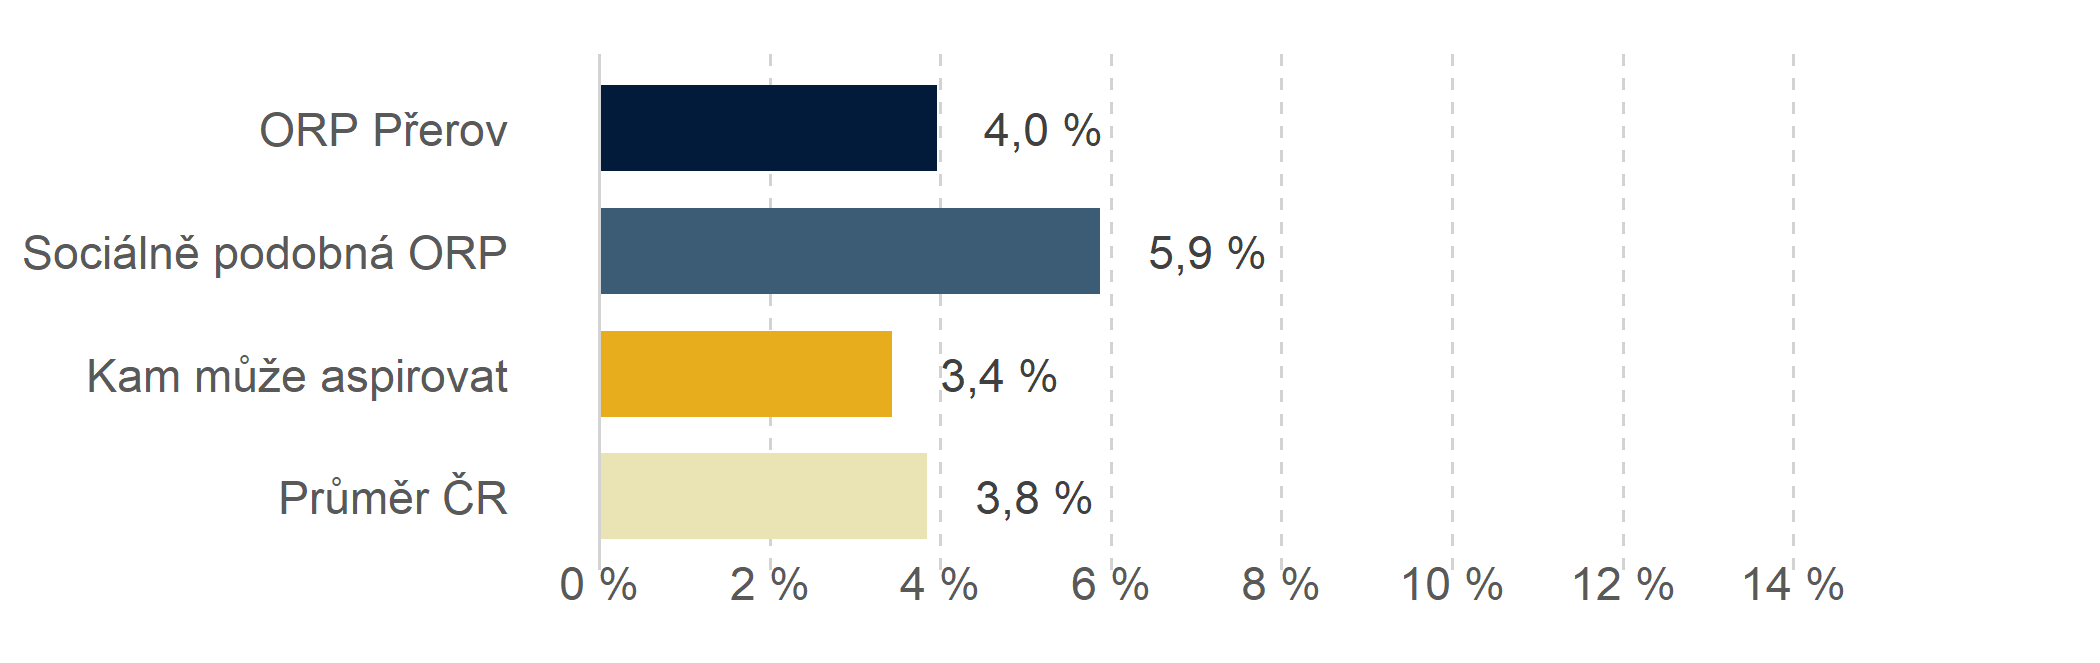 ORP Přerov 4,0 %
Sociálně podobná ORP 5,9 %
Kam může aspirovat 3,4 %
Průměr ČR 3,8 %
0 % 2 % 4 % 6 % 8 % 10 % 12 % 14 %